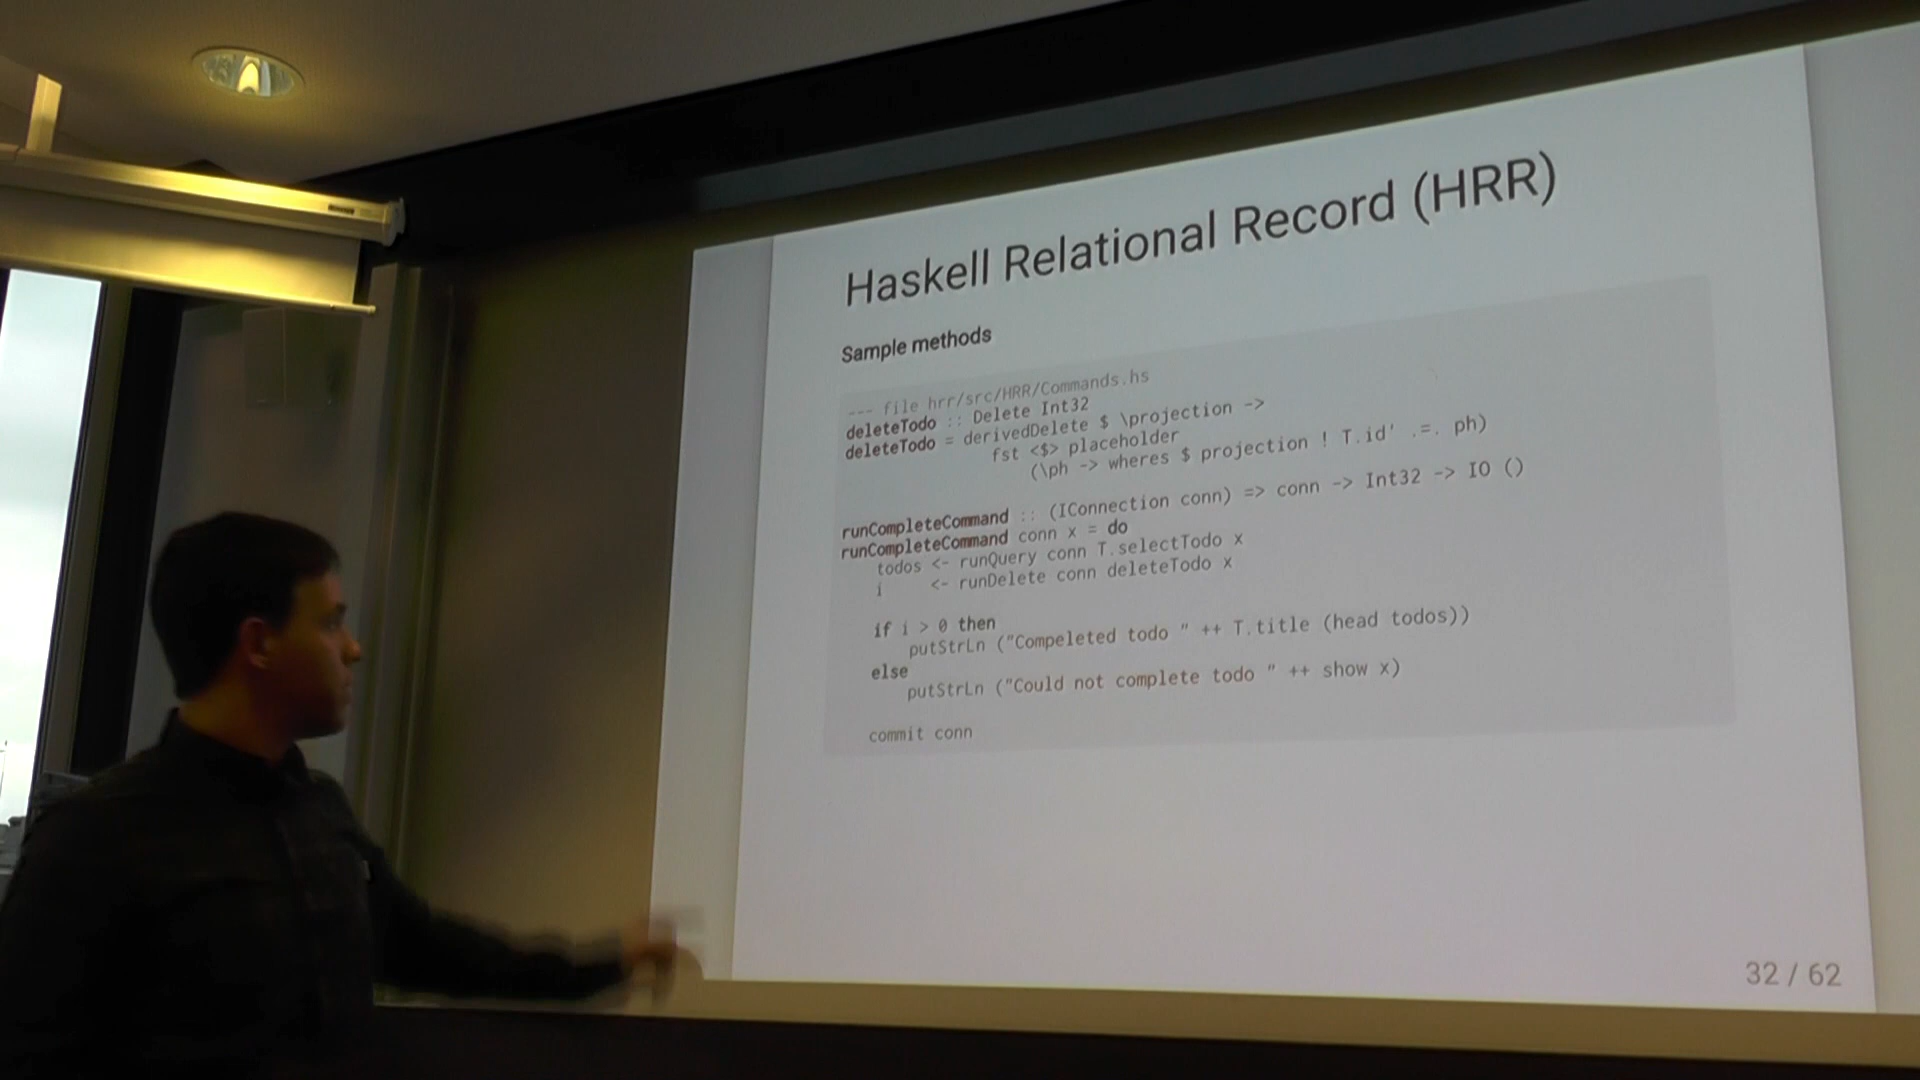 Haskell Relational Record (HRR)
Sample methods
--- file hrr/src/HRR/Commands.hs
deleteTodo :: Delete Int32
deleteTodo = derivedDelete $ \projection ->
fst <$> placeholder
(\ph -> wheres $ projection ! T.id' .=. ph)
runCompleteCommand :: (IConnection conn) => conn -> Int32 -> IO ()
runCompleteCommand conn x = do
todos <- runQuery conn T.selectTodo x
i <- runDelete conn deleteTodo x
if i > 0 then
putStrLn ("Compeleted todo " ++ T.title (head todos))
else
putStrLn ("Could not complete todo " ++ show x)
commit conn
32 / 62